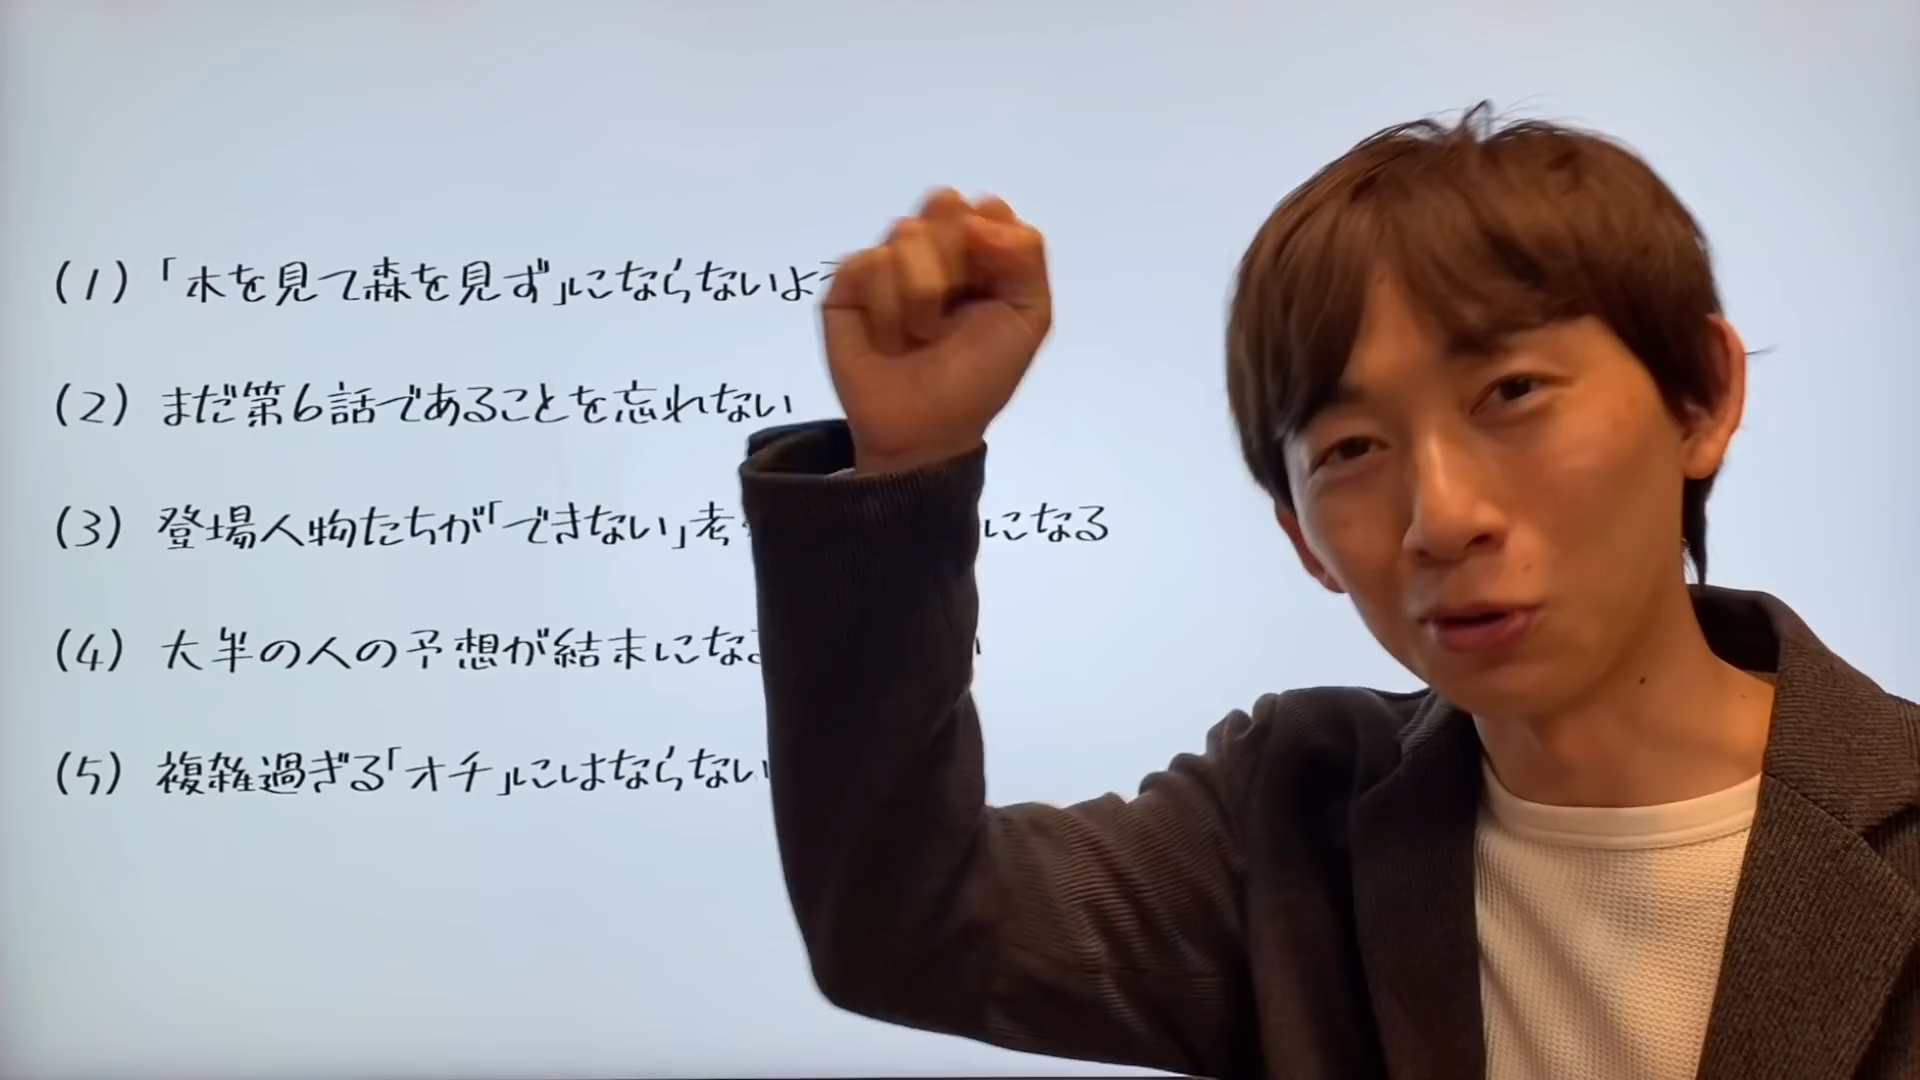 (1)「木を見て森を見ず」にならないよう
(2) まだ第6話であることを忘れない
(3) 登場人物たちが「できない」考 になる
(4) 大半の人の予想が結末になる
(5) 複雑過ぎる「オチ」にはならない